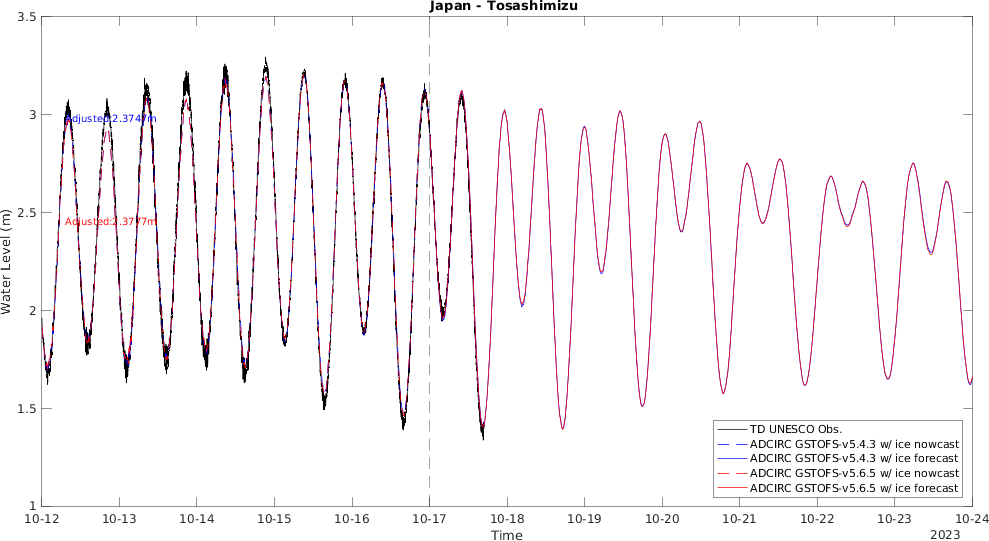 Japan - Tosashimizu
3.5
3
2.5
2
1.5
1
Water Level (m)
Adjusted:2.3747m
Adjusted:2.3777m
10-12
10-13
10-14
10-15
10-16
10-17
10-18
10-19
10-20
10-21
10-22
10-23
10-24
Time
2023
TD UNESCO Obs.
ADCIRC GSTOFS-v5.4.3 w/ ice nowcast
ADCIRC GSTOFS-v5.4.3 w/ ice forecast
ADCIRC GSTOFS-v5.6.5 w/ ice nowcast
ADCIRC GSTOFS-v5.6.5 w/ ice forecast